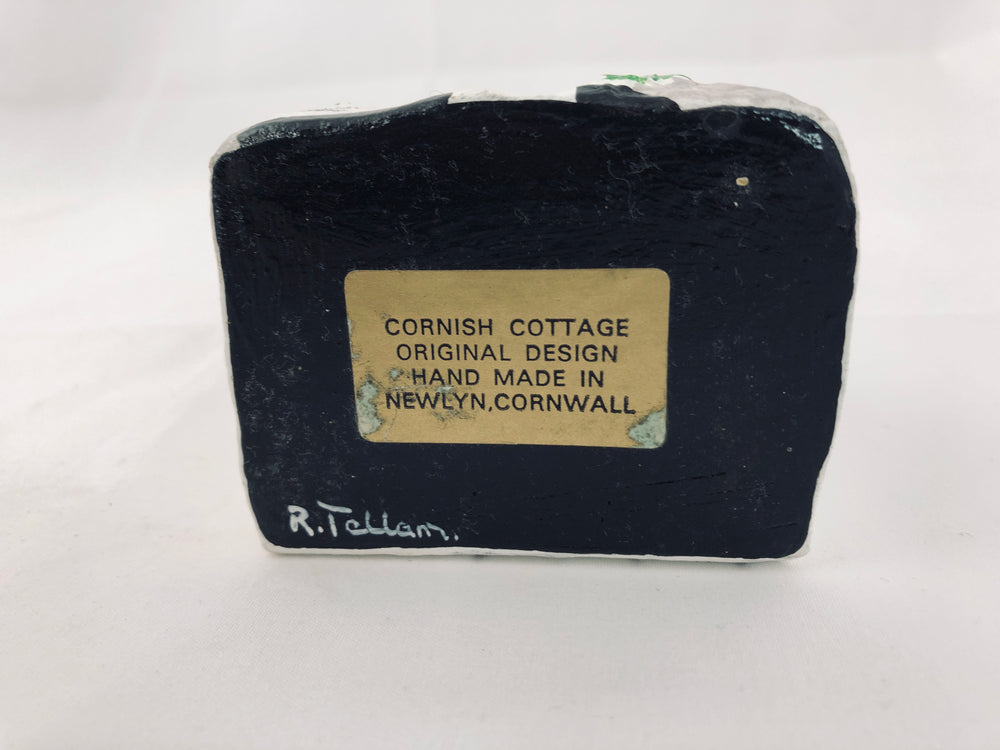 CORNISH COTTAGE
ORIGINAL DESIGN
HAND MADE IN
NEWLYN,CORNWALL
R.Tellam.